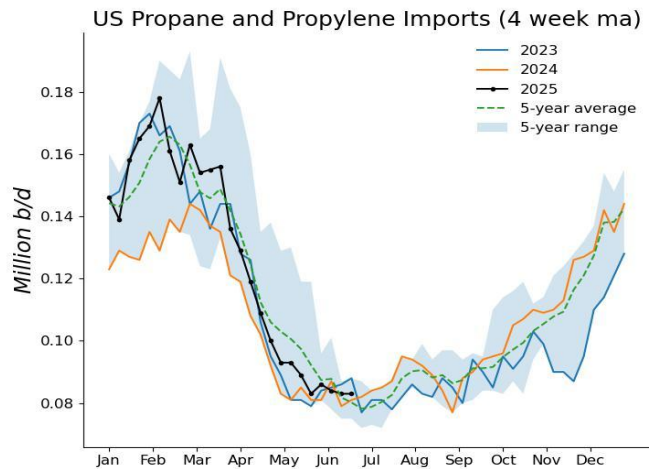 US Propane and Propylene Imports (4 week ma)
2023
2024
2025
5-year average
5-year range
Million b/d
0.18
0.16
0.14
0.12
0.10
0.08
Jan Feb Mar Apr May Jun Jul Aug Sep Oct Nov Dec